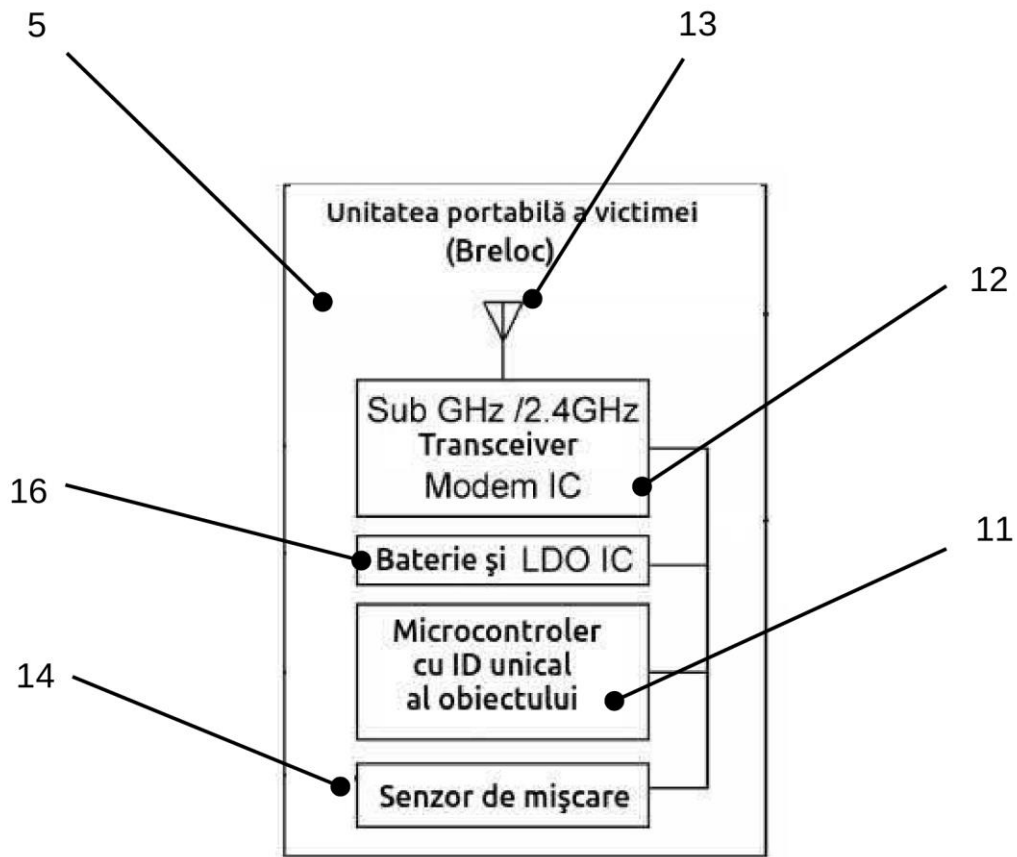 5
13
Unitatea portabilă a victimei
(Breloc)
12
Sub GHz /2.4GHz
Transceiver
Modem IC
16
Baterie şi LDO IC
11
Microcontroler
cu ID unical
al obiectului
14
Senzor de mişcare